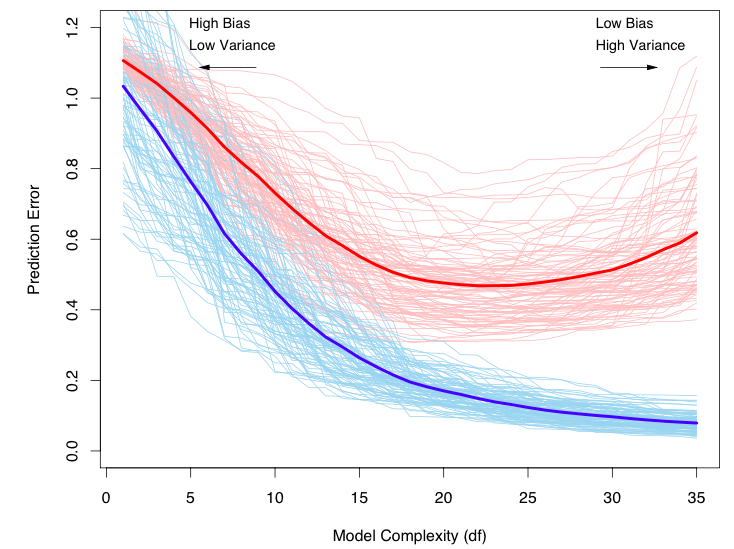 High Bias
Low Variance
Low Bias
High Variance
Prediction Error
1.2
1.0
0.8
0.6
0.4
0.2
0.0
0 5 10 15 20 25 30 35
Model Complexity (df)